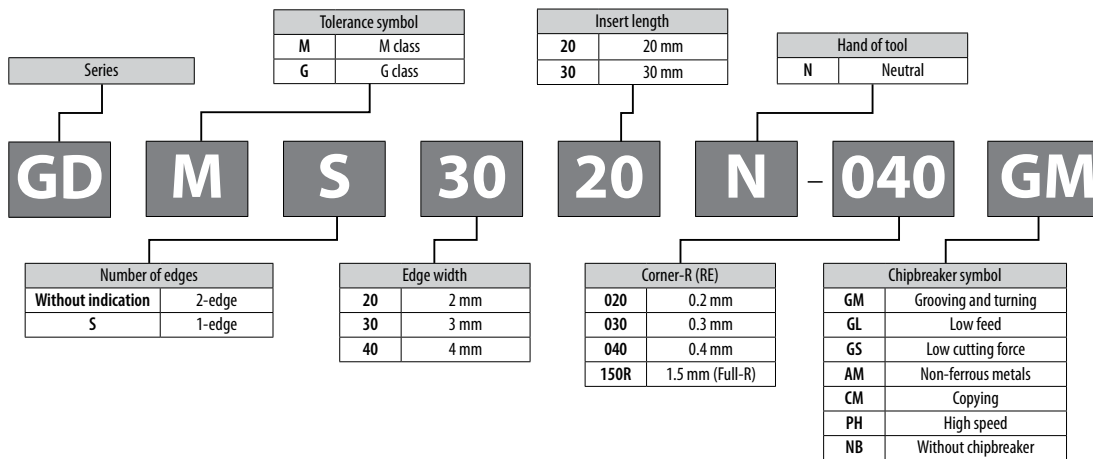 Tolerance symbol
M M class
G G class
Insert length
20 20 mm
30 30 mm
Hand of tool
N Neutral
Series
GD M S 30 20 N – 040 GM
Number of edges
Without indication 2-edge
S 1-edge
Edge width
20 2 mm
30 3 mm
40 4 mm
Corner-R (RE)
020 0.2 mm
030 0.3 mm
040 0.4 mm
150R 1.5 mm (Full-R)
Chipbreaker symbol
GM Grooving and turning
GL Low feed
GS Low cutting force
AM Non-ferrous metals
CM Copying
PH High speed
NB Without chipbreaker